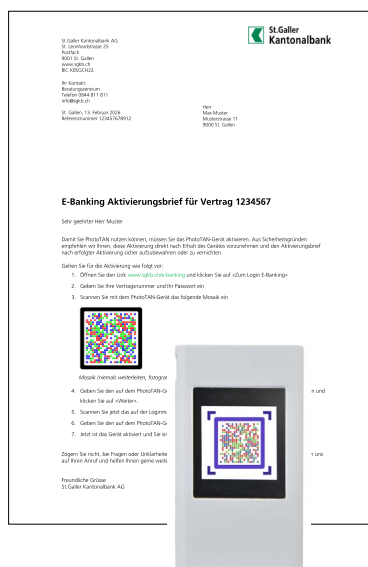 St.Galler
Kantonalbank
St.Galler Kantonalbank AG
St. Leonhardstrasse 25
Postfach
9001 St. Gallen
www.sgkb.ch
BIC KBSGCH22
Ihr Kontakt:
Beratungszentrum
Telefon 0844 811 811
info@sgkb.ch
St. Gallen, 13. Februar 2026
Referenznummer 123457678912
Herr
Max Muster
Musterstrasse 11
9000 St. Gallen
E-Banking Aktivierungsbrief für Vertrag 1234567
Sehr geehrter Herr Muster
Damit Sie PhotoTAN nutzen können, müssen Sie das PhotoTAN-Gerät aktivieren. Aus Sicherheitsgründen
empfehlen wir Ihnen, diese Aktivierung direkt nach Erhalt des Gerätes vorzunehmen und den Aktivierungsbrief
nach erfolgter Aktivierung sicher aufzubewahren oder zu vernichten.
Gehen Sie für die Aktivierung wie folgt vor:
1. Öffnen Sie den Link www.sgkb.ch/e-banking und klicken Sie auf «Zum Login E-Banking»
2. Geben Sie Ihre Vertragsnummer und Ihr Passwort ein
3. Scannen Sie mit dem PhotoTAN-Gerät das folgende Mosaik ein
Mosaik (niemals weiterleiten, fotogra
4. Geben Sie den auf dem PhotoTAN-G n und
klicken Sie auf «Weiter»
5. Scannen Sie jetzt das auf der Loginm
6. Geben Sie den auf dem PhotoTAN-G
7. Jetzt ist das Gerät aktiviert und Sie
Zögern Sie nicht, bei Fragen oder Unklarheite uns
auf Ihren Anruf und helfen Ihnen gerne weit
Freundliche Grüsse
St.Galler Kantonalbank AG